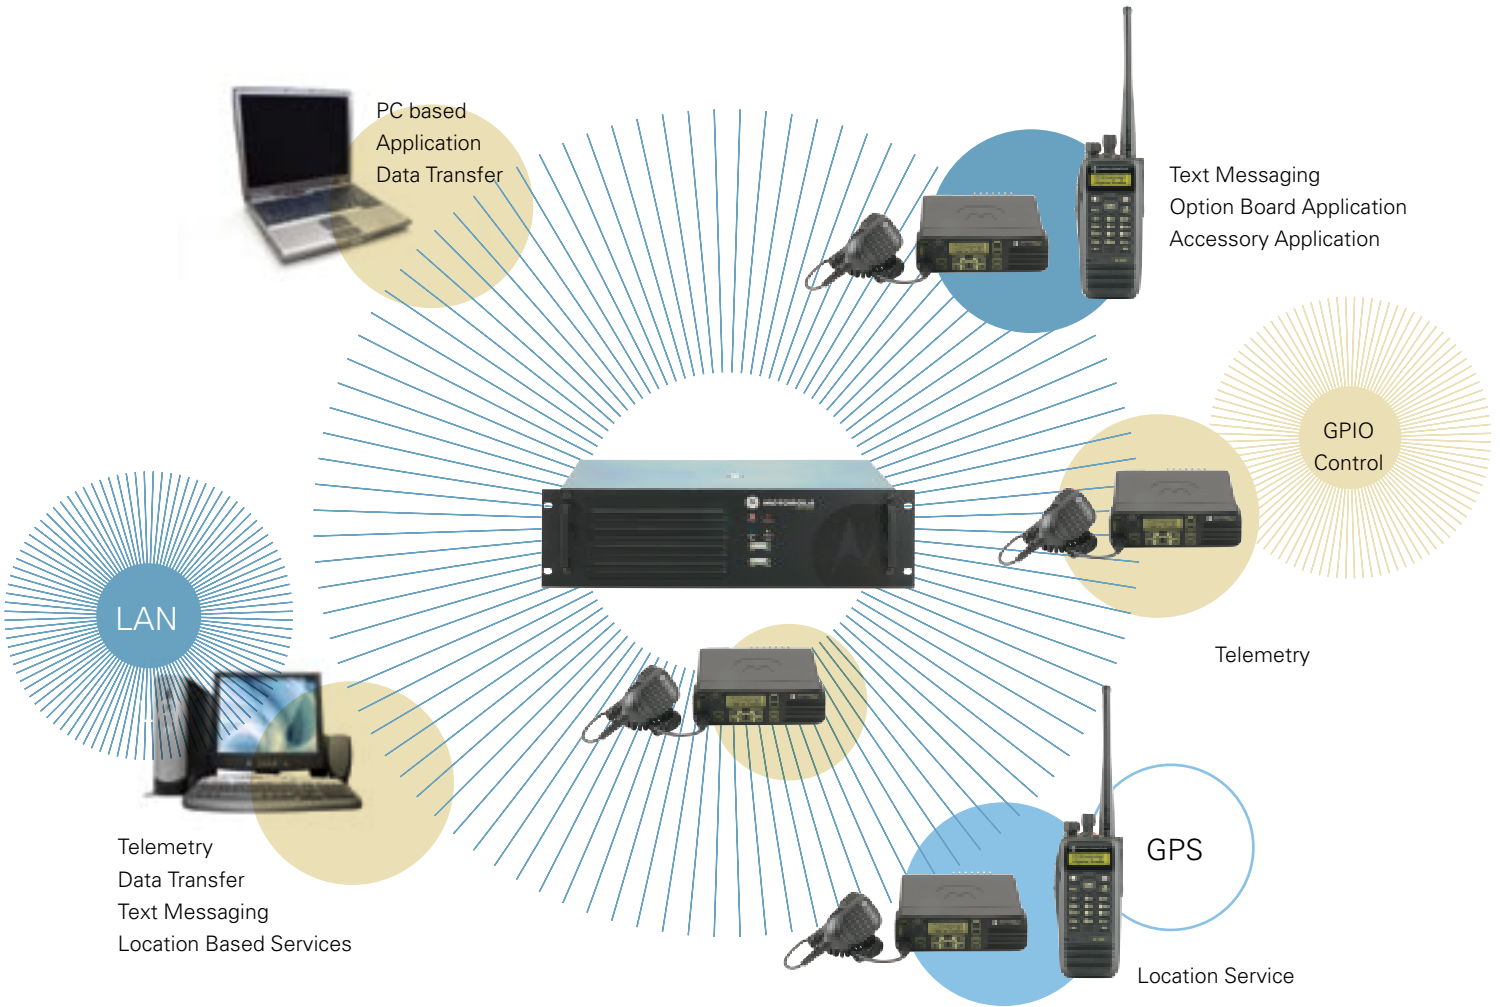 PC based
Application
Data Transfer
Text Messaging
Option Board Application
Accessory Application
GPIO
Control
MOTOROLA
LAN
Telemetry
Telemetry
Data Transfer
Text Messaging
Location Based Services
GPS
Location Service